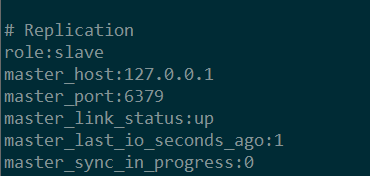 # Replication
role:slave
master_host:127.0.0.1
master_port:6379
master_link_status:up
master_last_io_seconds_ago:1
master_sync_in_progress:0